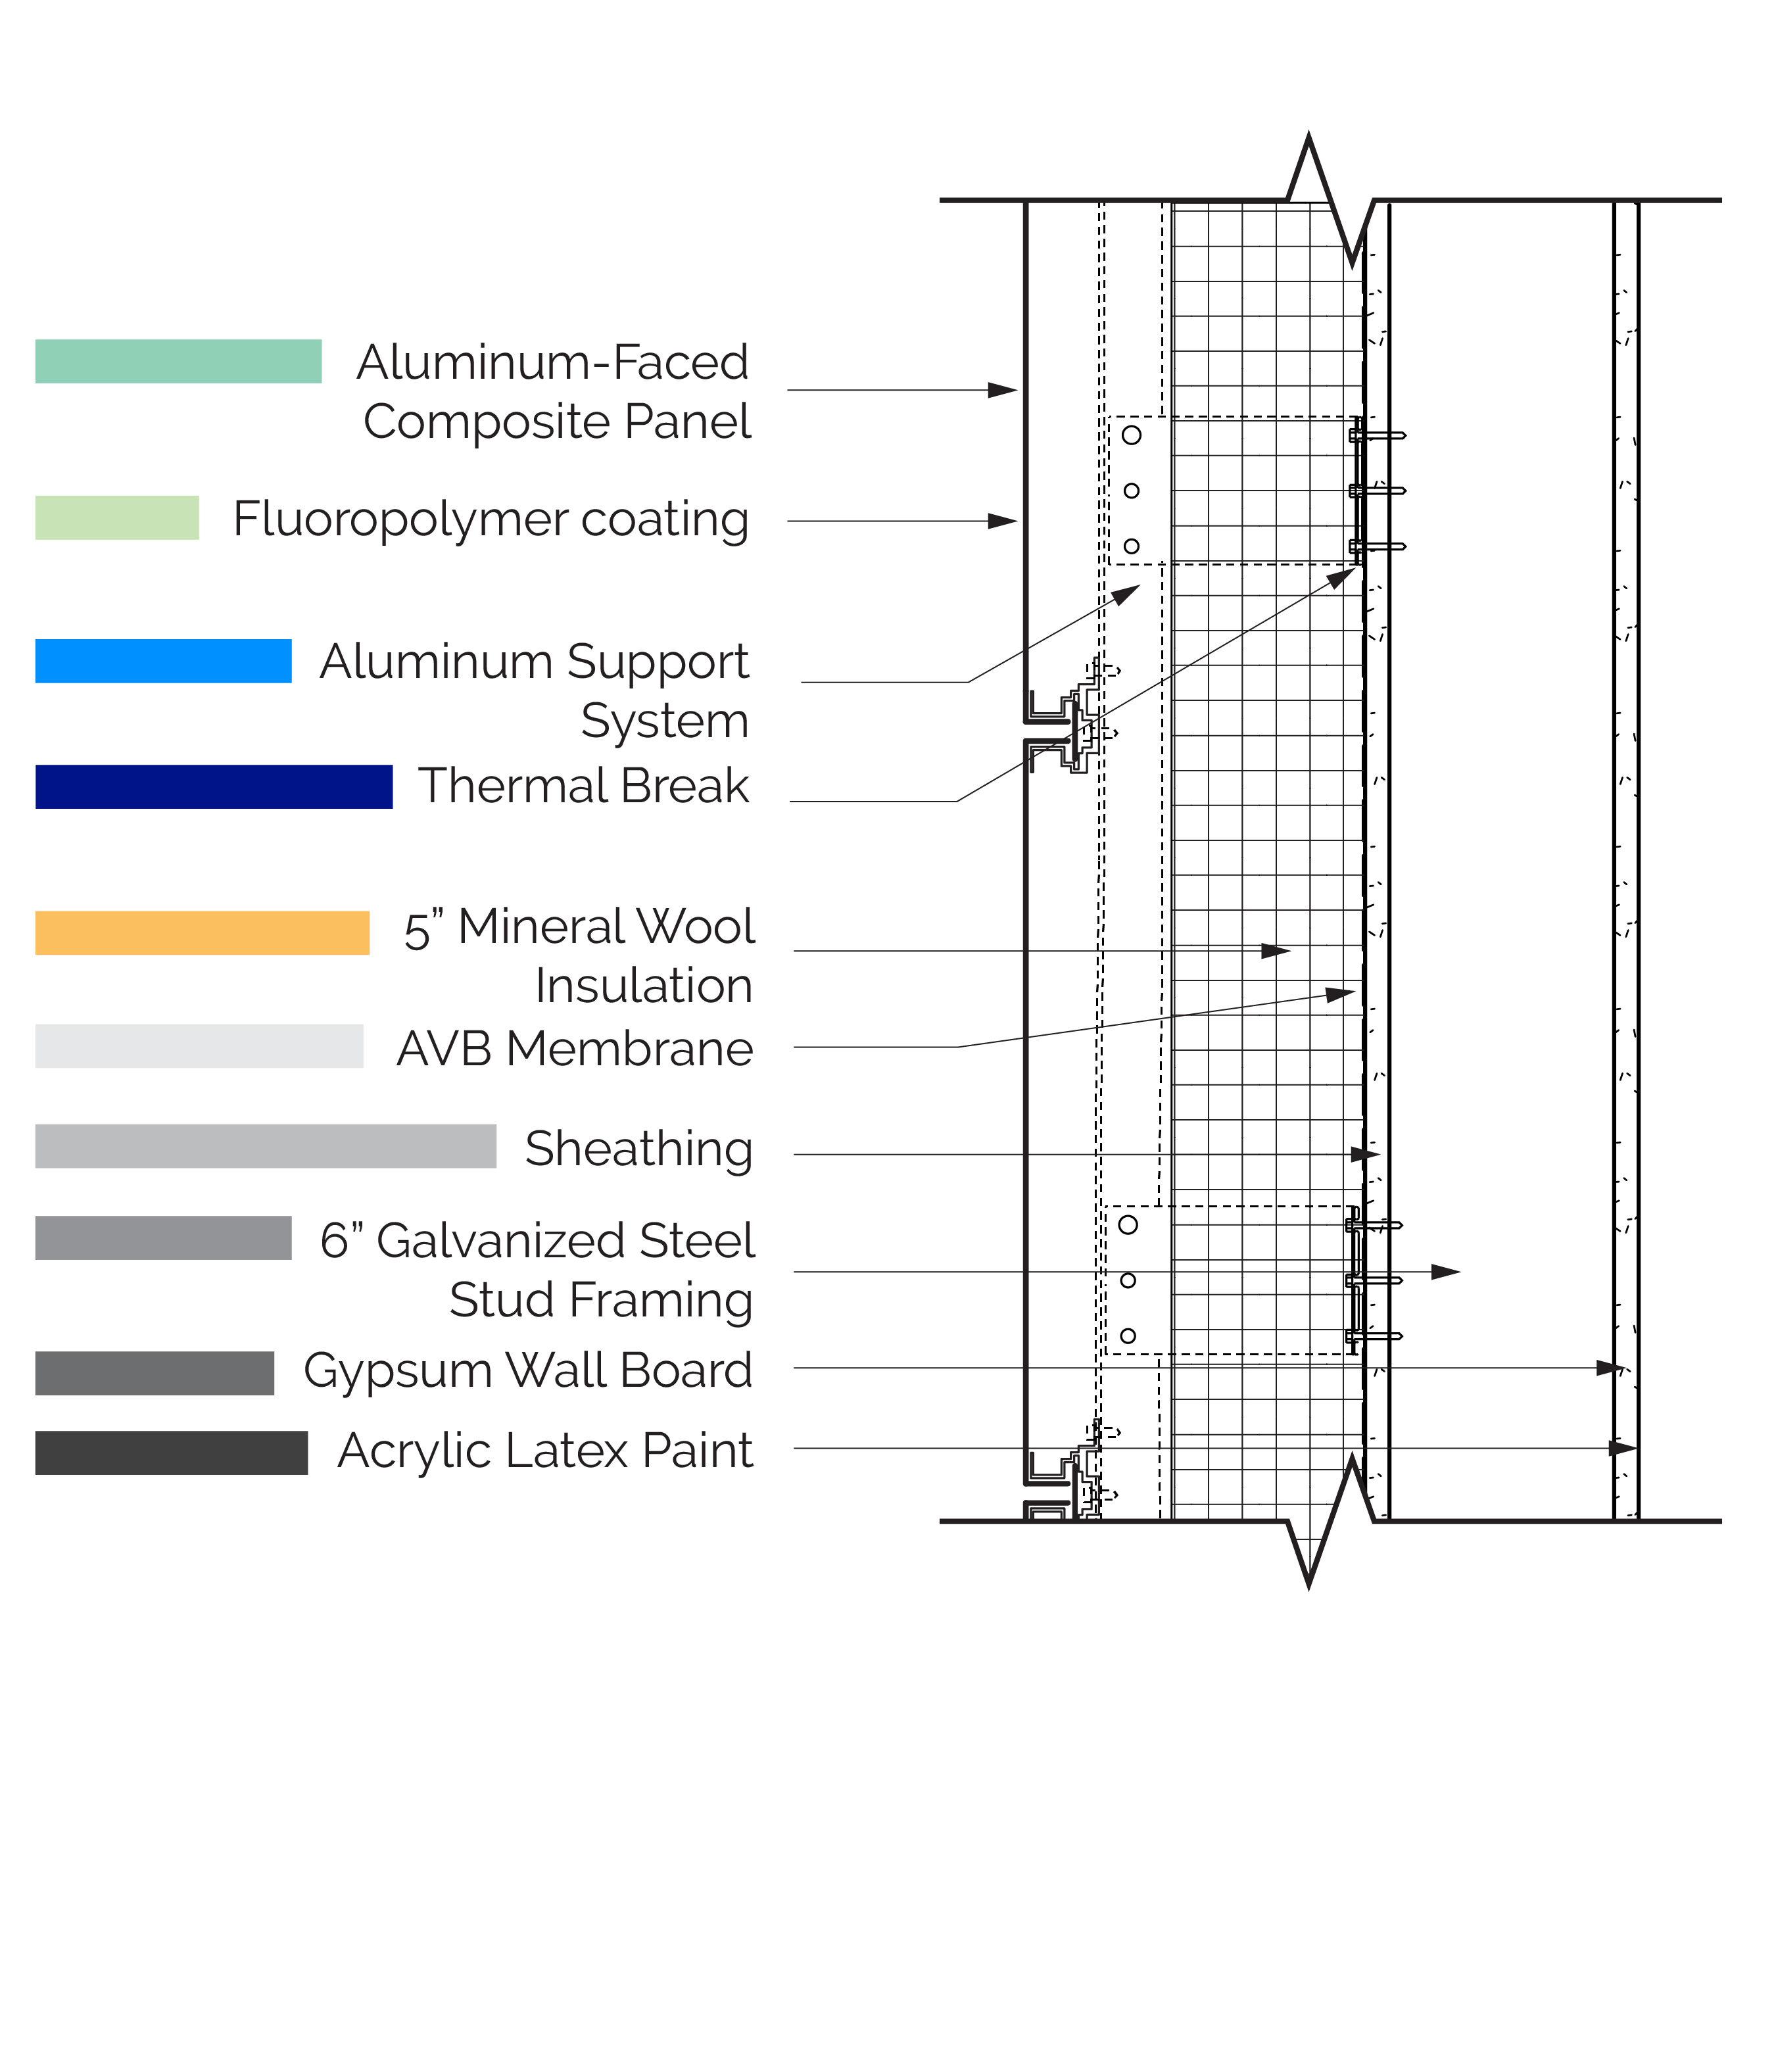 Aluminum-Faced
Composite Panel
Fluoropolymer coating
Aluminum Support
System
Thermal Break
5” Mineral Wool
Insulation
AVB Membrane
Sheathing
6” Galvanized Steel
Stud Framing
Gypsum Wall Board
Acrylic Latex Paint